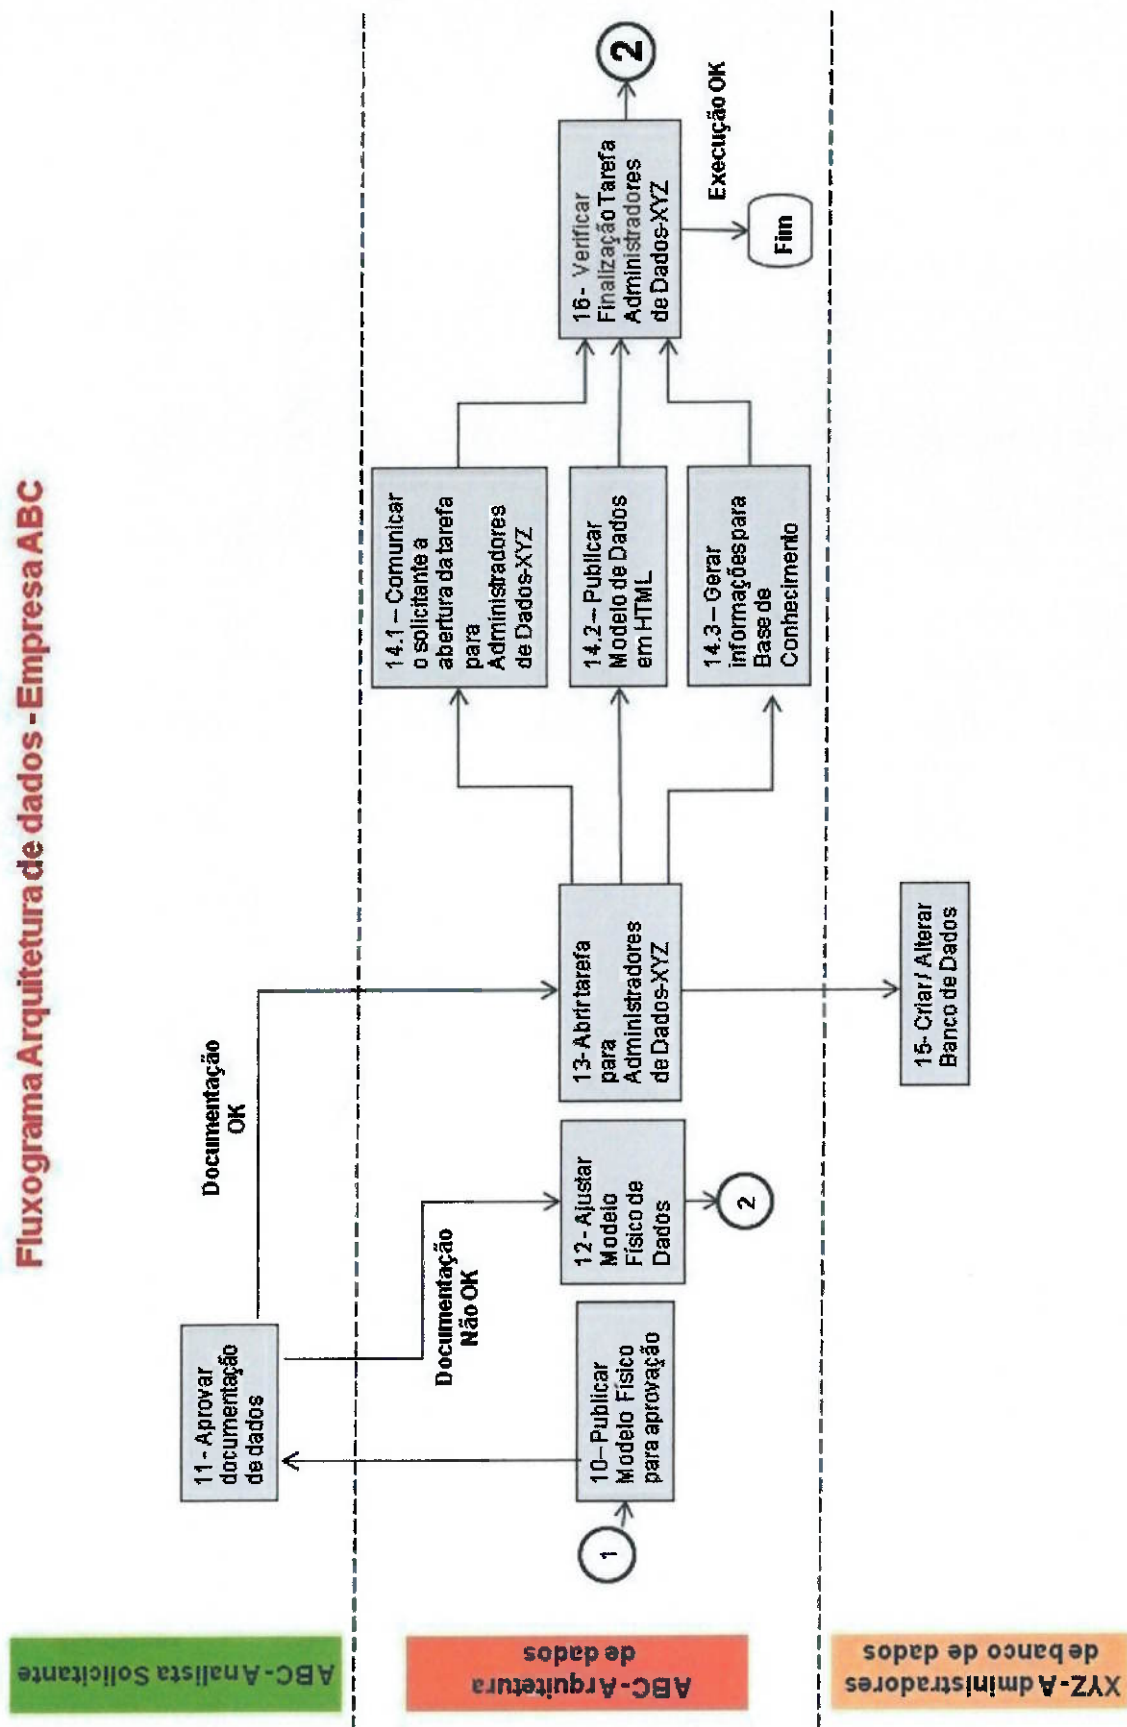 Fluxograma Arquitetura de dados - Empresa ABC
ABC-Analista Solicitante
11- Aprovar
documentação
de dados
Documentação
OK
Documentação
Não OK
ABC-Arquitetura
de dados
1
10– Publicar
Modelo Físico
para aprovação
12- Ajustar
Modelo
Físico de
Dados
2
13- Abrir tarefa
para
Administradores
de Dados-XYZ
14.1 – Comunicar
o solicitante a
abertura da tarefa
para
Administradores
de Dados-XYZ
14.2 – Publicar
Modelo de Dados
em HTML
14.3 – Gerar
informações para
Base de
Conhecimento
16- Verificar
Finalização Tarefa
Administradores
de Dados-XYZ
2
Execução OK
Fim
XYZ-Administradores
de banco de dados
15- Criar / Alterar
Banco de Dados